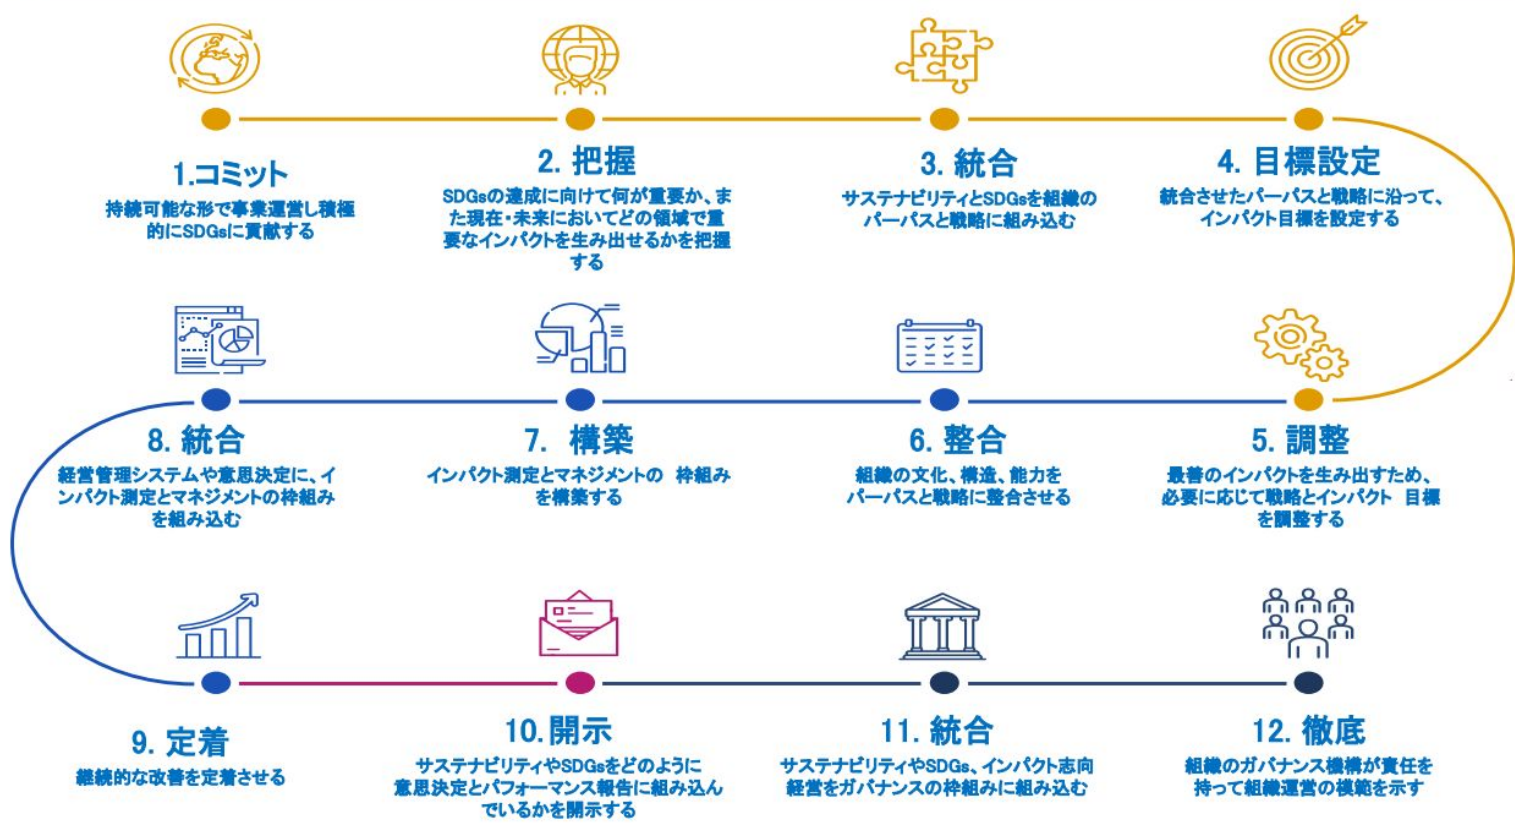 1.コミット
持続可能な形で事業運営し積極
的にSDGsに貢献する
2. 把握
SDGsの達成に向けて何が重要か、ま
た現在・未来においてどの領域で重
要なインパクトを生み出せるかを把握
する
3. 統合
サステナビリティとSDGsを組織の
パーパスと戦略に組み込む
4. 目標設定
統合させたパーパスと戦略に沿って、
インパクト目標を設定する
8. 統合
経営管理システムや意思決定に、イ
ンパクト測定とマネジメントの枠組み
を組み込む
7. 構築
インパクト測定とマネジメントの 枠組み
を構築する
6. 整合
組織の文化、構造、能力を
パーパスと戦略に整合させる
5. 調整
最善のインパクトを生み出すため、
必要に応じて戦略とインパクト 目標
を調整する
9. 定着
継続的な改善を定着させる
10.開示
サステナビリティやSDGsをどのように
意思決定とパフォーマンス報告に組み込ん
でいるかを開示する
11. 統合
サステナビリティやSDGs、インパクト志向
経営をガバナンスの枠組みに組み込む
12. 徹底
組織のガバナンス機構が責任を
持って組織運営の模範を示す